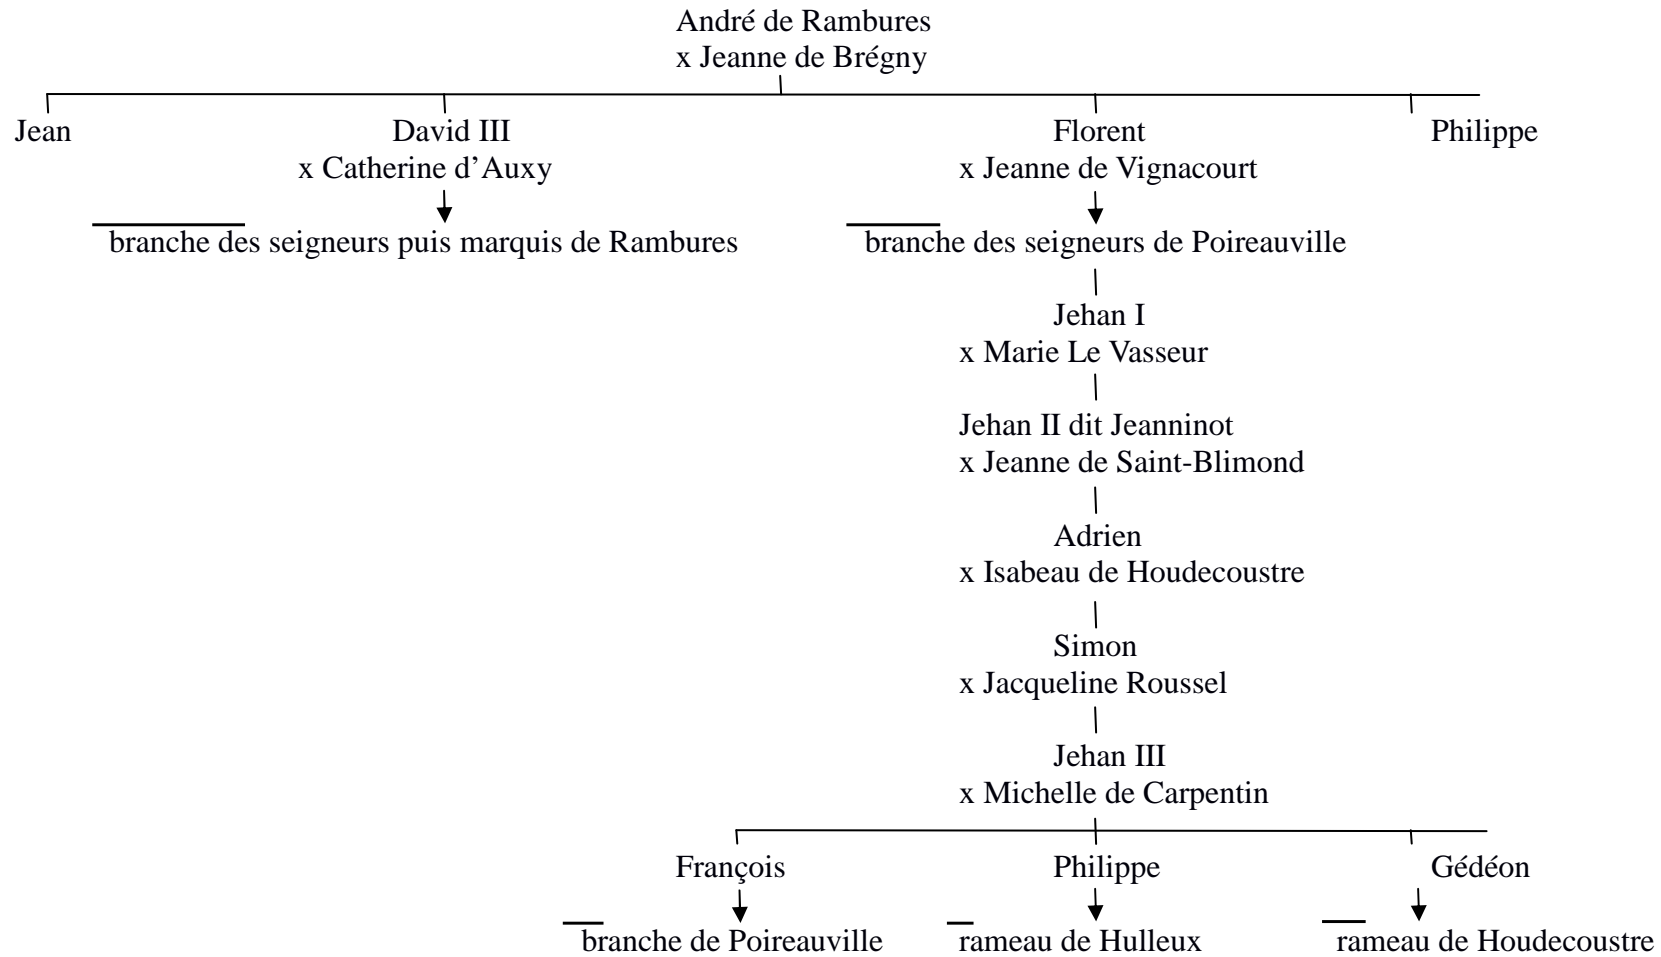 André de Rambures
x Jeanne de Brégny
Jean
David III
x Catherine d’Auxy
Florent
x Jeanne de Vignacourt
Philippe
branche des seigneurs puis marquis de Rambures
branche des seigneurs de Poireauville
Jehan I
x Marie Le Vasseur
Jehan II dit Jeanninot
x Jeanne de Saint-Blimond
Adrien
x Isabeau de Houdecoustre
Simon
x Jacqueline Roussel
Jehan III
x Michelle de Carpentin
François
Philippe
Gédéon
branche de Poireauville
rameau de Hulleux
rameau de Houdecoustre